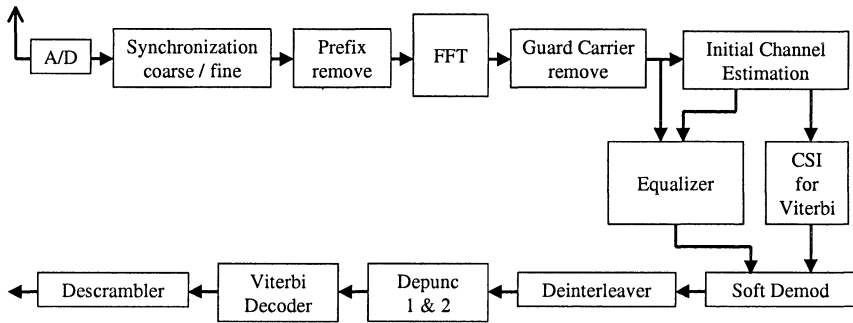 A/D
Synchronization
coarse / fine
Prefix
remove
FFT
Guard Carrier
remove
Initial Channel
Estimation
Equalizer
CSI
for
Viterbi
Descrambler
Viterbi
Decoder
Depunc
1 & 2
Deinterleaver
Soft Demod